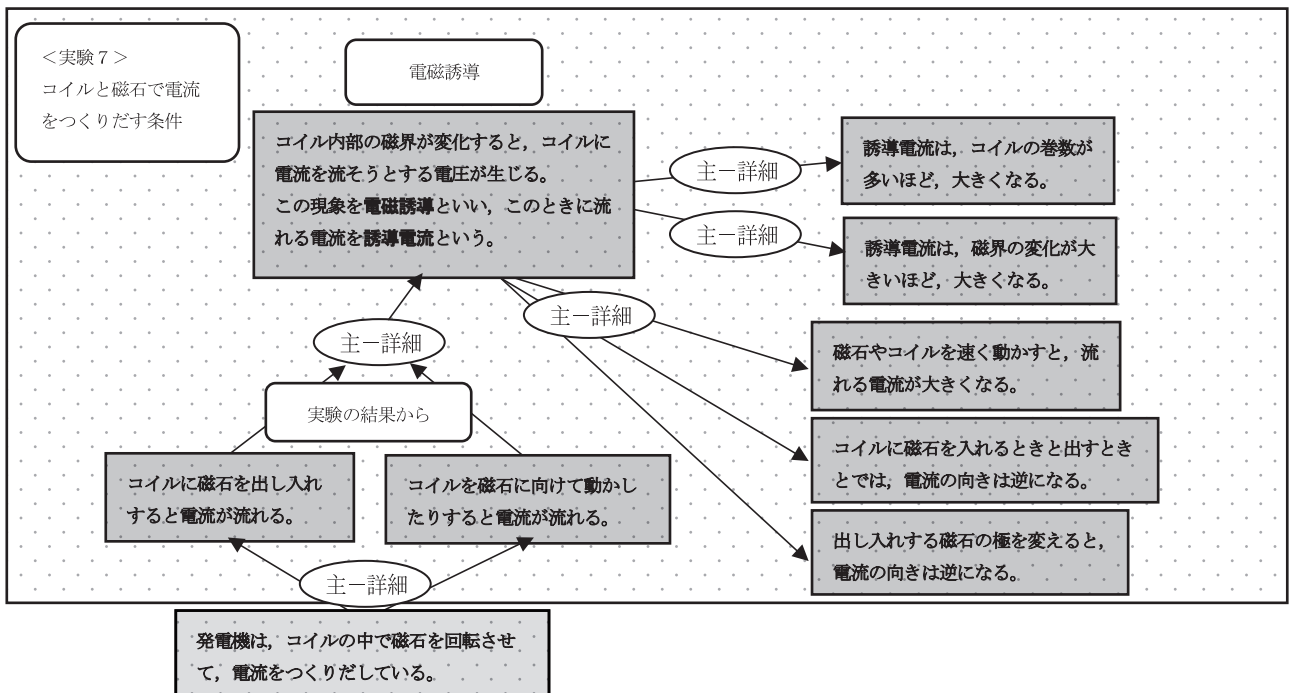 ＜実験７＞
コイルと磁石で電流
をつくりだす条件
電磁誘導
コイル内部の磁界が変化すると，コイルに
電流を流そうとする電圧が生じる。
この現象を電磁誘導といい，このときに流
れる電流を誘導電流という。
主－詳細
誘導電流は，コイルの巻数が
多いほど，大きくなる。
主－詳細
誘導電流は，磁界の変化が大
きいほど，大きくなる。
主－詳細
磁石やコイルを速く動かすと，流
れる電流が大きくなる。
コイルに磁石を入れるときと出すとき
とでは，電流の向きは逆になる。
出し入れする磁石の極を変えると，
電流の向きは逆になる。
主－詳細
実験の結果から
コイルに磁石を出し入れ
すると電流が流れる。
コイルを磁石に向けて動かし
たりすると電流が流れる。
主－詳細
発電機は，コイルの中で磁石を回転させ
て，電流をつくりだしている。